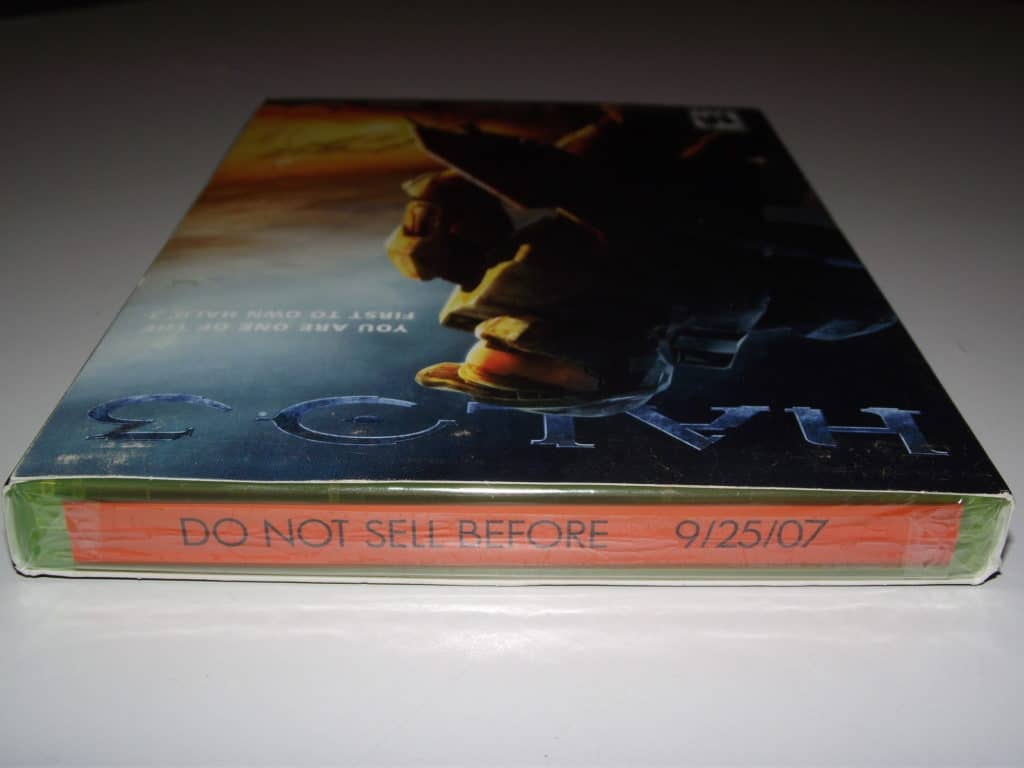 YOU ARE ONE OF THE
FIRST TO OWN HALO 3
HALO 3
DO NOT SELL BEFORE 9/25/07